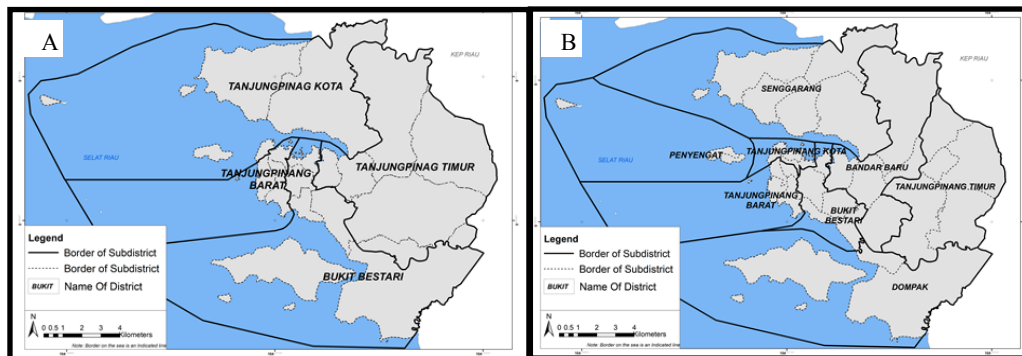 A
KEP RIAU
TANJUNGPINAG KOTA
SELAT RIAU
TANJUNGPINAG TIMUR
TANJUNGPINANG
BARAT
BUKIT BESTARI
Legend
Border of Subdistrict
Border of Subdistrict
BUKIT Name Of District
N
0 0.5 1 2 3 4
Kilometers
Note: Border on the sea is an Indicated line
B
KEP RIAU
SENGGARANG
SELAT RIAU
PENYENGAT
TANJUNGPINANG KOTA
BANDAR BARU
TANJUNGPINANG TIMUR
TANJUNGPINANG
BARAT
BUKIT
BESTARI
DOMPAK
Legend
Border of Subdistrict
Border of Subdistrict
BUKIT Name Of District
N
0 0.5 1 2 3 4
Kilometers
Note: Border on the sea is an Indicated line